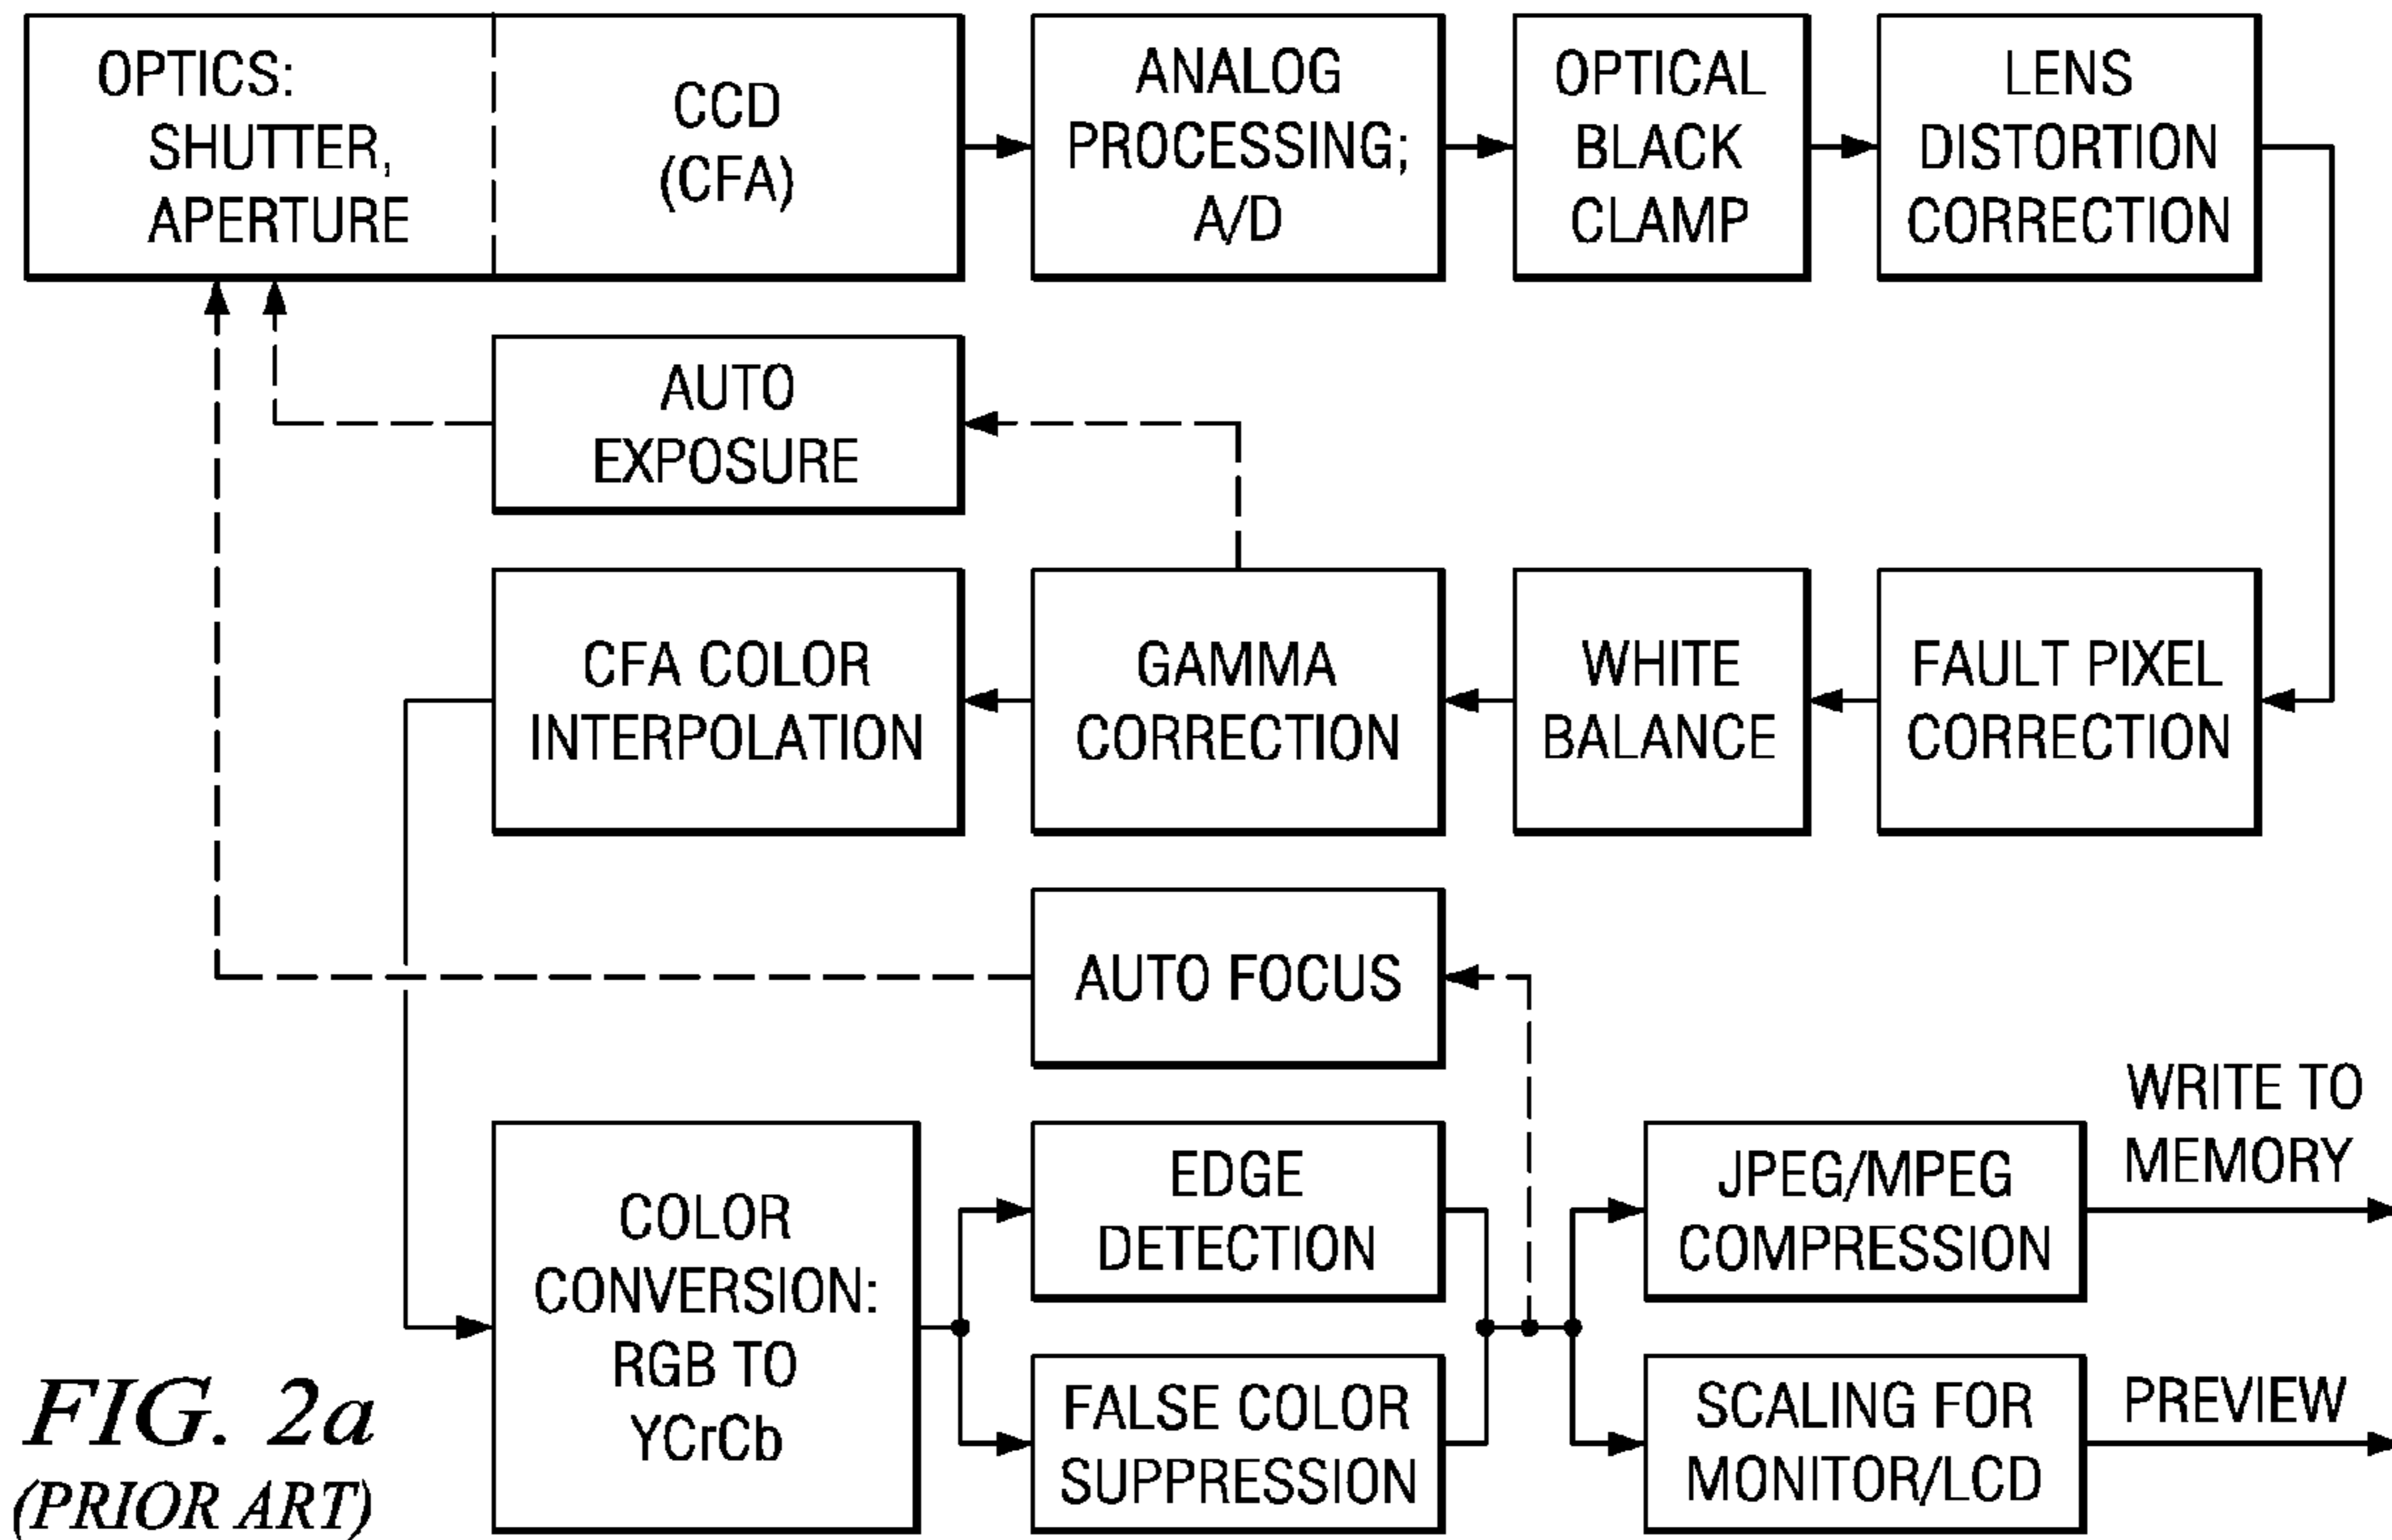 OPTICS:
SHUTTER,
APERTURE
CCD
(CFA)
ANALOG
PROCESSING;
A/D
OPTICAL
BLACK
CLAMP
LENS
DISTORTION
CORRECTION
AUTO
EXPOSURE
CFA COLOR
INTERPOLATION
GAMMA
CORRECTION
WHITE
BALANCE
FAULT PIXEL
CORRECTION
AUTO FOCUS
COLOR
CONVERSION:
RGB TO
YCrCb
EDGE
DETECTION
FALSE COLOR
SUPPRESSION
JPEG/MPEG
COMPRESSION
WRITE TO
MEMORY
SCALING FOR
MONITOR/LCD
PREVIEW
FIG. 2a
(PRIOR ART)